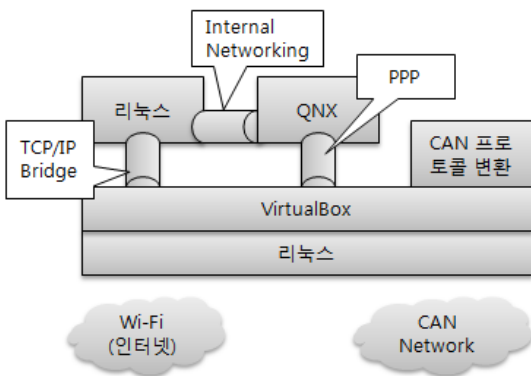 Internal
Networking
PPP
리눅스
QNX
TCP/IP
Bridge
CAN 프로
토콜 변환
VirtualBox
리눅스
Wi-Fi
(인터넷)
CAN
Network